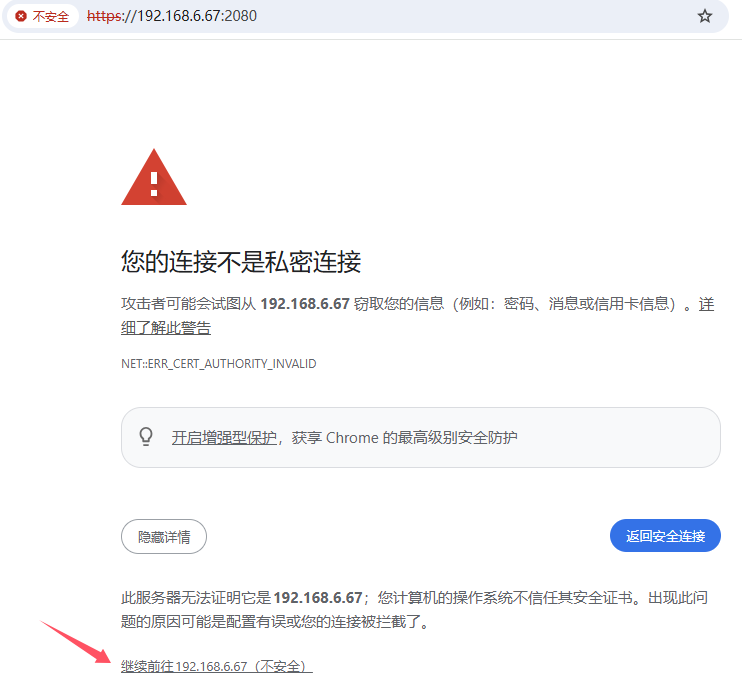 不安全 https://192.168.6.67:2080
您的连接不是私密连接
攻击者可能会试图从 192.168.6.67 窃取您的信息（例如：密码、消息或信用卡信息）。详
细了解此警告
NET::ERR_CERT_AUTHORITY_INVALID
开启增强型保护，获享 Chrome 的最高级别安全防护
隐藏详情 返回安全连接
此服务器无法证明它是 192.168.6.67；您计算机的操作系统不信任其安全证书。出现此问
题的原因可能是配置有误或您的连接被拦截了。
继续前往192.168.6.67（不安全）